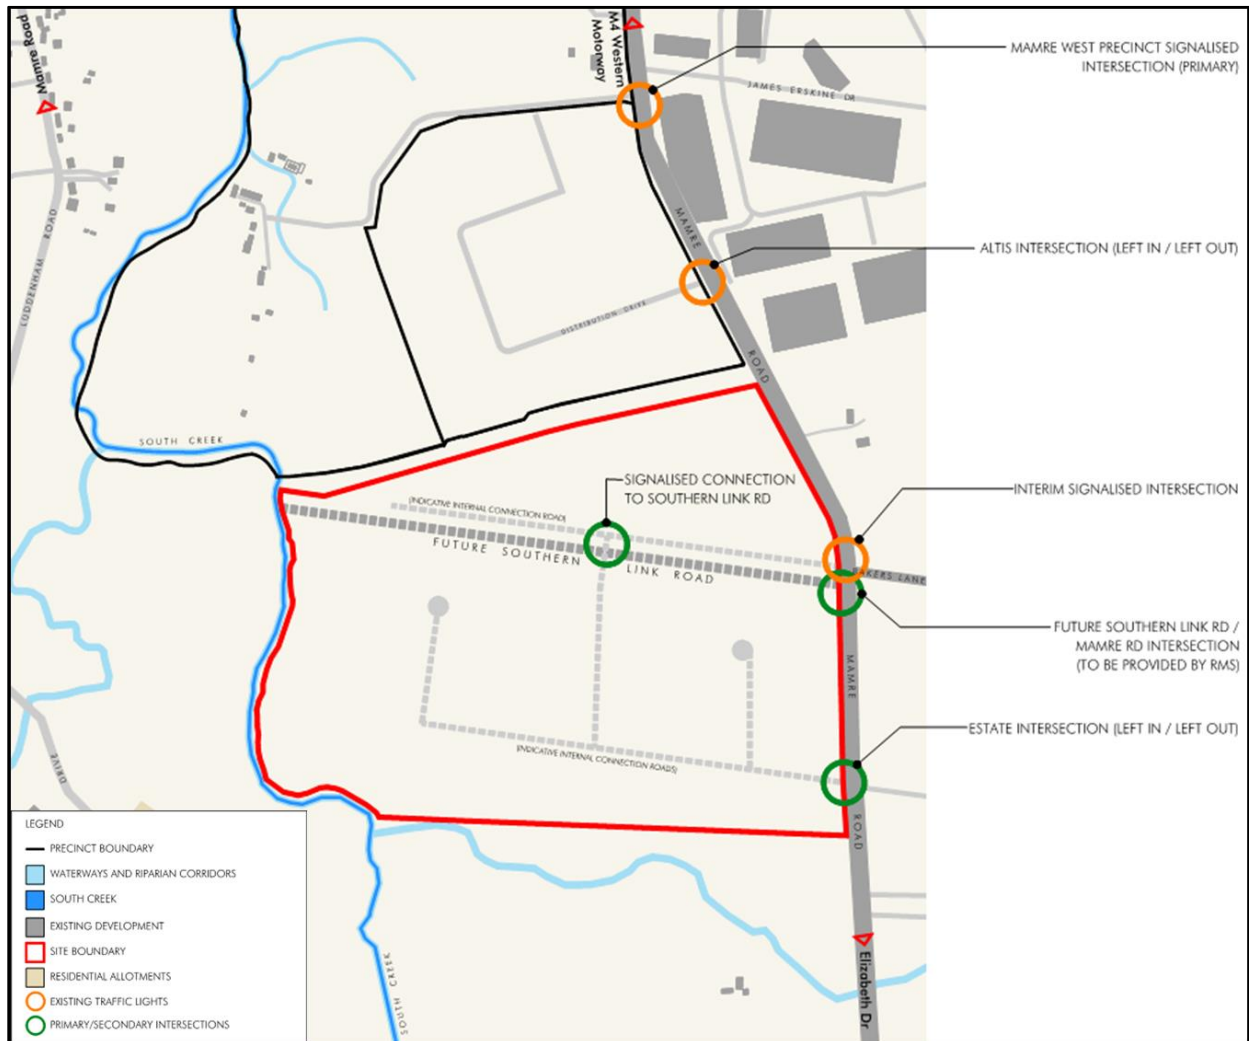 Mamre Road
M4 Western
Motorway
MAMRE WEST PRECINCT SIGNALISED
INTERSECTION (PRIMARY)
JAMES ERSKINE DR
LUDDENHAM ROAD
MAMRE
ALTIS INTERSECTION (LEFT IN / LEFT OUT)
DISTRIBUTION DRIVE
ROAD
SOUTH CREEK
SIGNALISED CONNECTION
TO SOUTHERN LINK RD
INTERIM SIGNALISED INTERSECTION
(INDICATIVE INTERNAL CONNECTION ROAD)
FUTURE SOUTHERN LINK ROAD
BAKERS LANE
FUTURE SOUTHERN LINK RD /
MAMRE RD INTERSECTION
(TO BE PROVIDED BY RMS)
MAMRE
ESTATE INTERSECTION (LEFT IN / LEFT OUT)
(INDICATIVE INTERNAL CONNECTION ROADS)
DRIVE
ROAD
LEGEND
PRECINCT BOUNDARY
WATERWAYS AND RIPARIAN CORRIDORS
SOUTH CREEK
EXISTING DEVELOPMENT
SITE BOUNDARY
RESIDENTIAL ALLOTMENTS
EXISTING TRAFFIC LIGHTS
PRIMARY/SECONDARY INTERSECTIONS
SOUTH CREEK
Elizabeth Dr